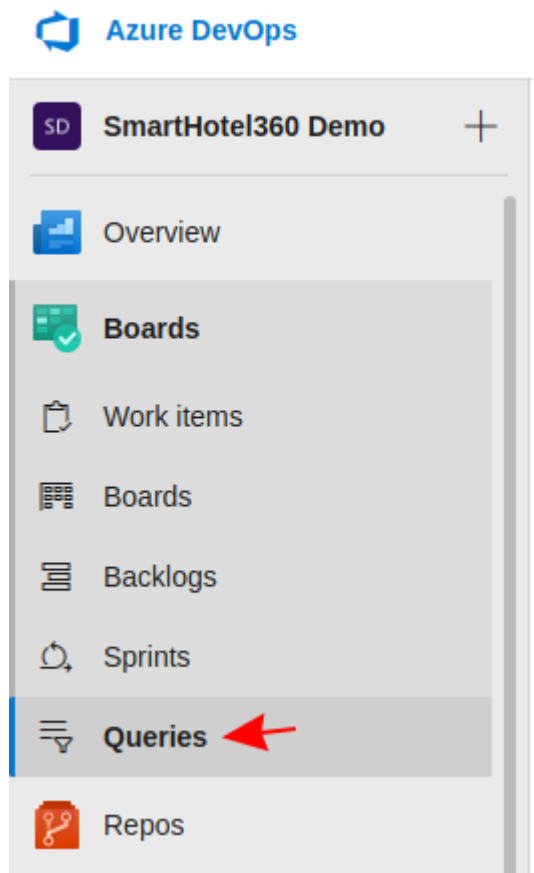 Azure DevOps
SD SmartHotel360 Demo
Overview
Boards
Work items
Boards
Backlogs
Sprints
Queries
Repos